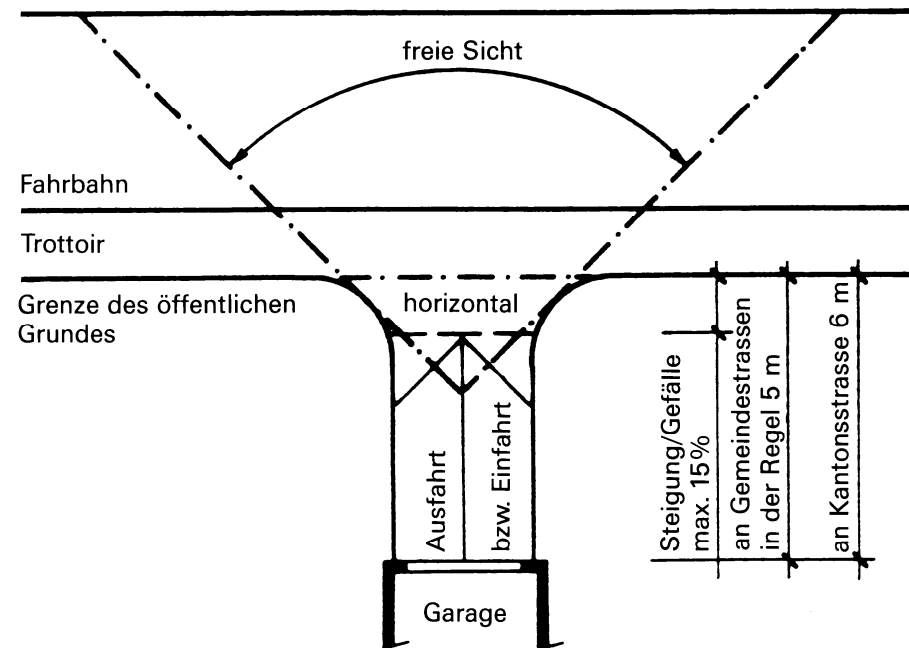 freie Sicht
Fahrbahn
Trottoir
Grenze des öffentlichen
Grundes
horizontal
Ausfahrt
bzw. Einfahrt
Steigung/Gefälle
max. 15%
an Gemeindestrassen
in der Regel 5 m
an Kantonsstrasse 6 m
Garage